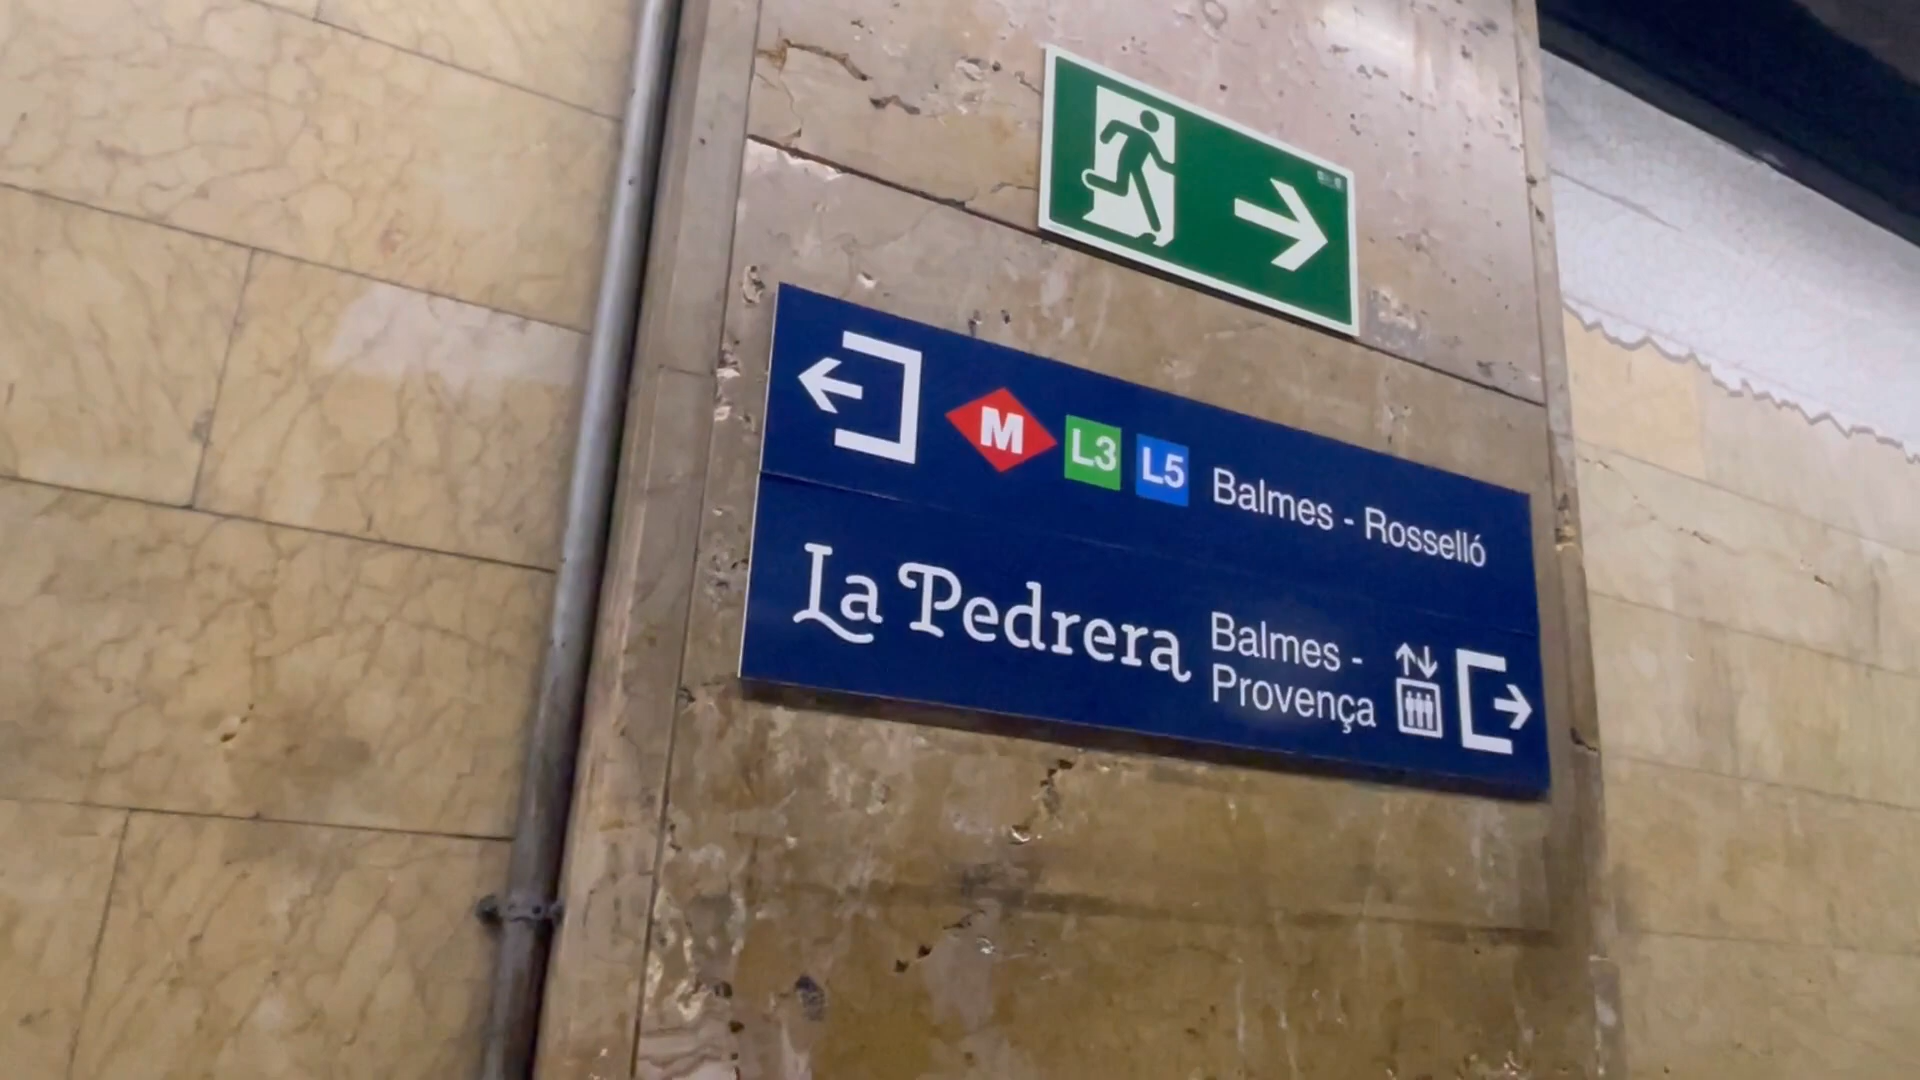 M L3 L5 Balmes - Rosselló
La Pedrera
Balmes -
Provença